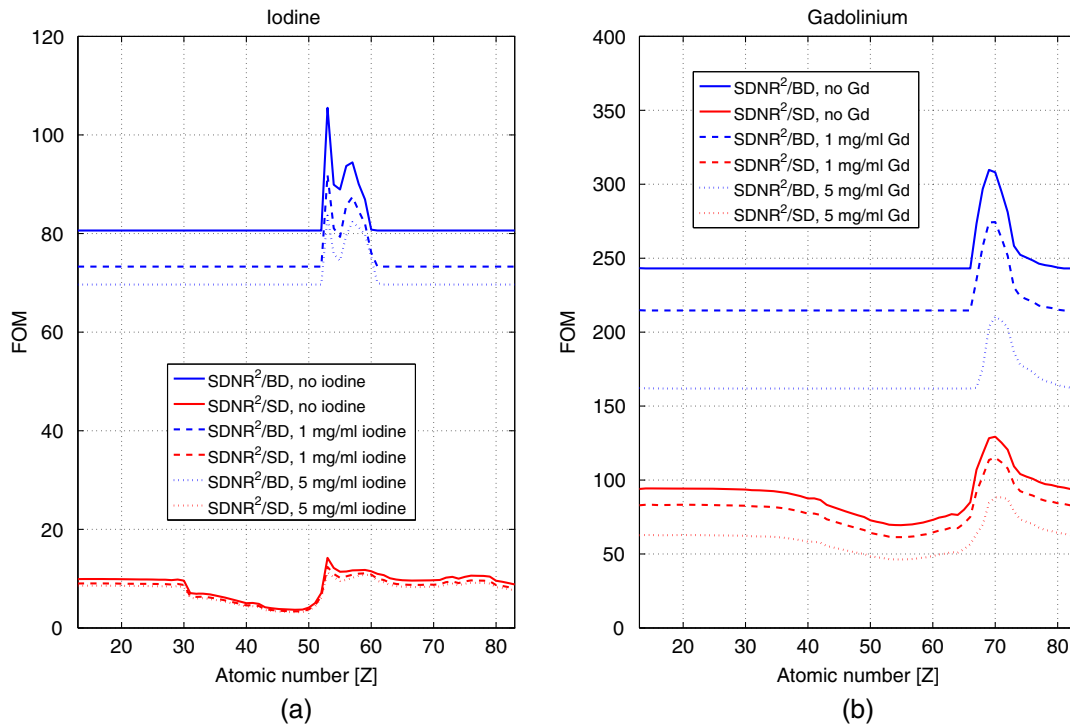 Iodine
120
100
80
60
40
20
0
FOM
SDNR²/BD, no iodine
SDNR²/SD, no iodine
SDNR²/BD, 1 mg/ml iodine
SDNR²/SD, 1 mg/ml iodine
SDNR²/BD, 5 mg/ml iodine
SDNR²/SD, 5 mg/ml iodine
20 30 40 50 60 70 80
Atomic number [Z]
(a)
Gadolinium
400
350
300
250
200
150
100
50
0
FOM
SDNR²/BD, no Gd
SDNR²/SD, no Gd
SDNR²/BD, 1 mg/ml Gd
SDNR²/SD, 1 mg/ml Gd
SDNR²/BD, 5 mg/ml Gd
SDNR²/SD, 5 mg/ml Gd
20 30 40 50 60 70 80
Atomic number [Z]
(b)